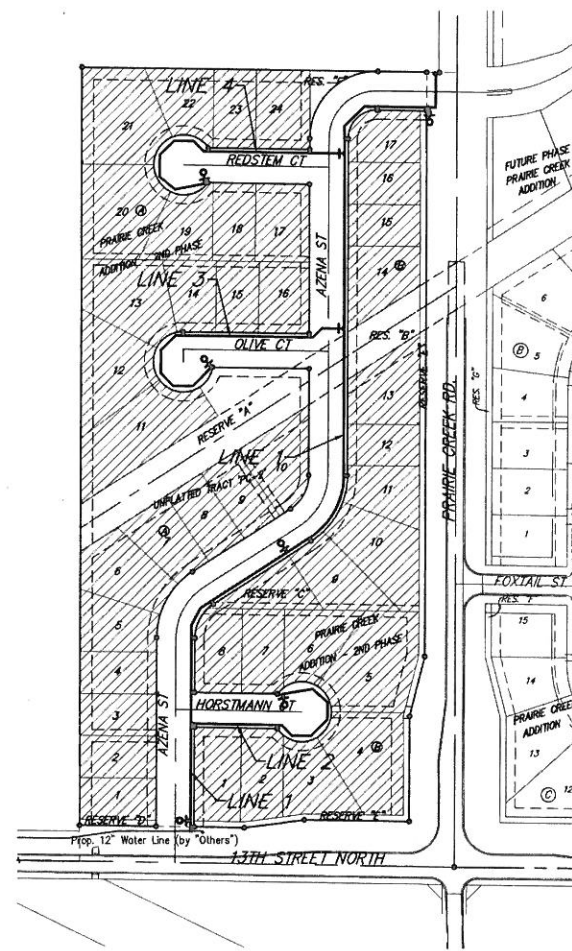 RES. "F"
LINE 4
22
23
24
21
REDSTEM CT
17
FUTURE PHASE
PRAIRIE CREEK
ADDITION
16
20 A
PRAIRIE CREEK
ADDITION - 2ND PHASE
19
18
17
15
AZENA ST
14
B
LINE 3
13
14
15
16
RES. "B"
6
OLIVE CT
12
RESERVE "E"
RES. "G"
B
5
13
4
11
RESERVE "A"
PRAIRIE CREEK RD.
12
3
LINE 1
10
11
2
UNPLATTED TRACT
9
8
A
10
1
6
9
FOXTAIL ST.
RESERVE "C"
RES. "F"
5
PRAIRIE CREEK
ADDITION - 2ND PHASE
15
8
7
6
4
5
14
HORSTMANN CT
3
PRAIRIE CREEK
ADDITION
AZENA ST
2
LINE 2
4
B
13
1
1
2
3
LINE 1
12
C
RESERVE "D"
RESERVE "E"
Prop. 12" Water Line (by "Others")
13TH STREET NORTH